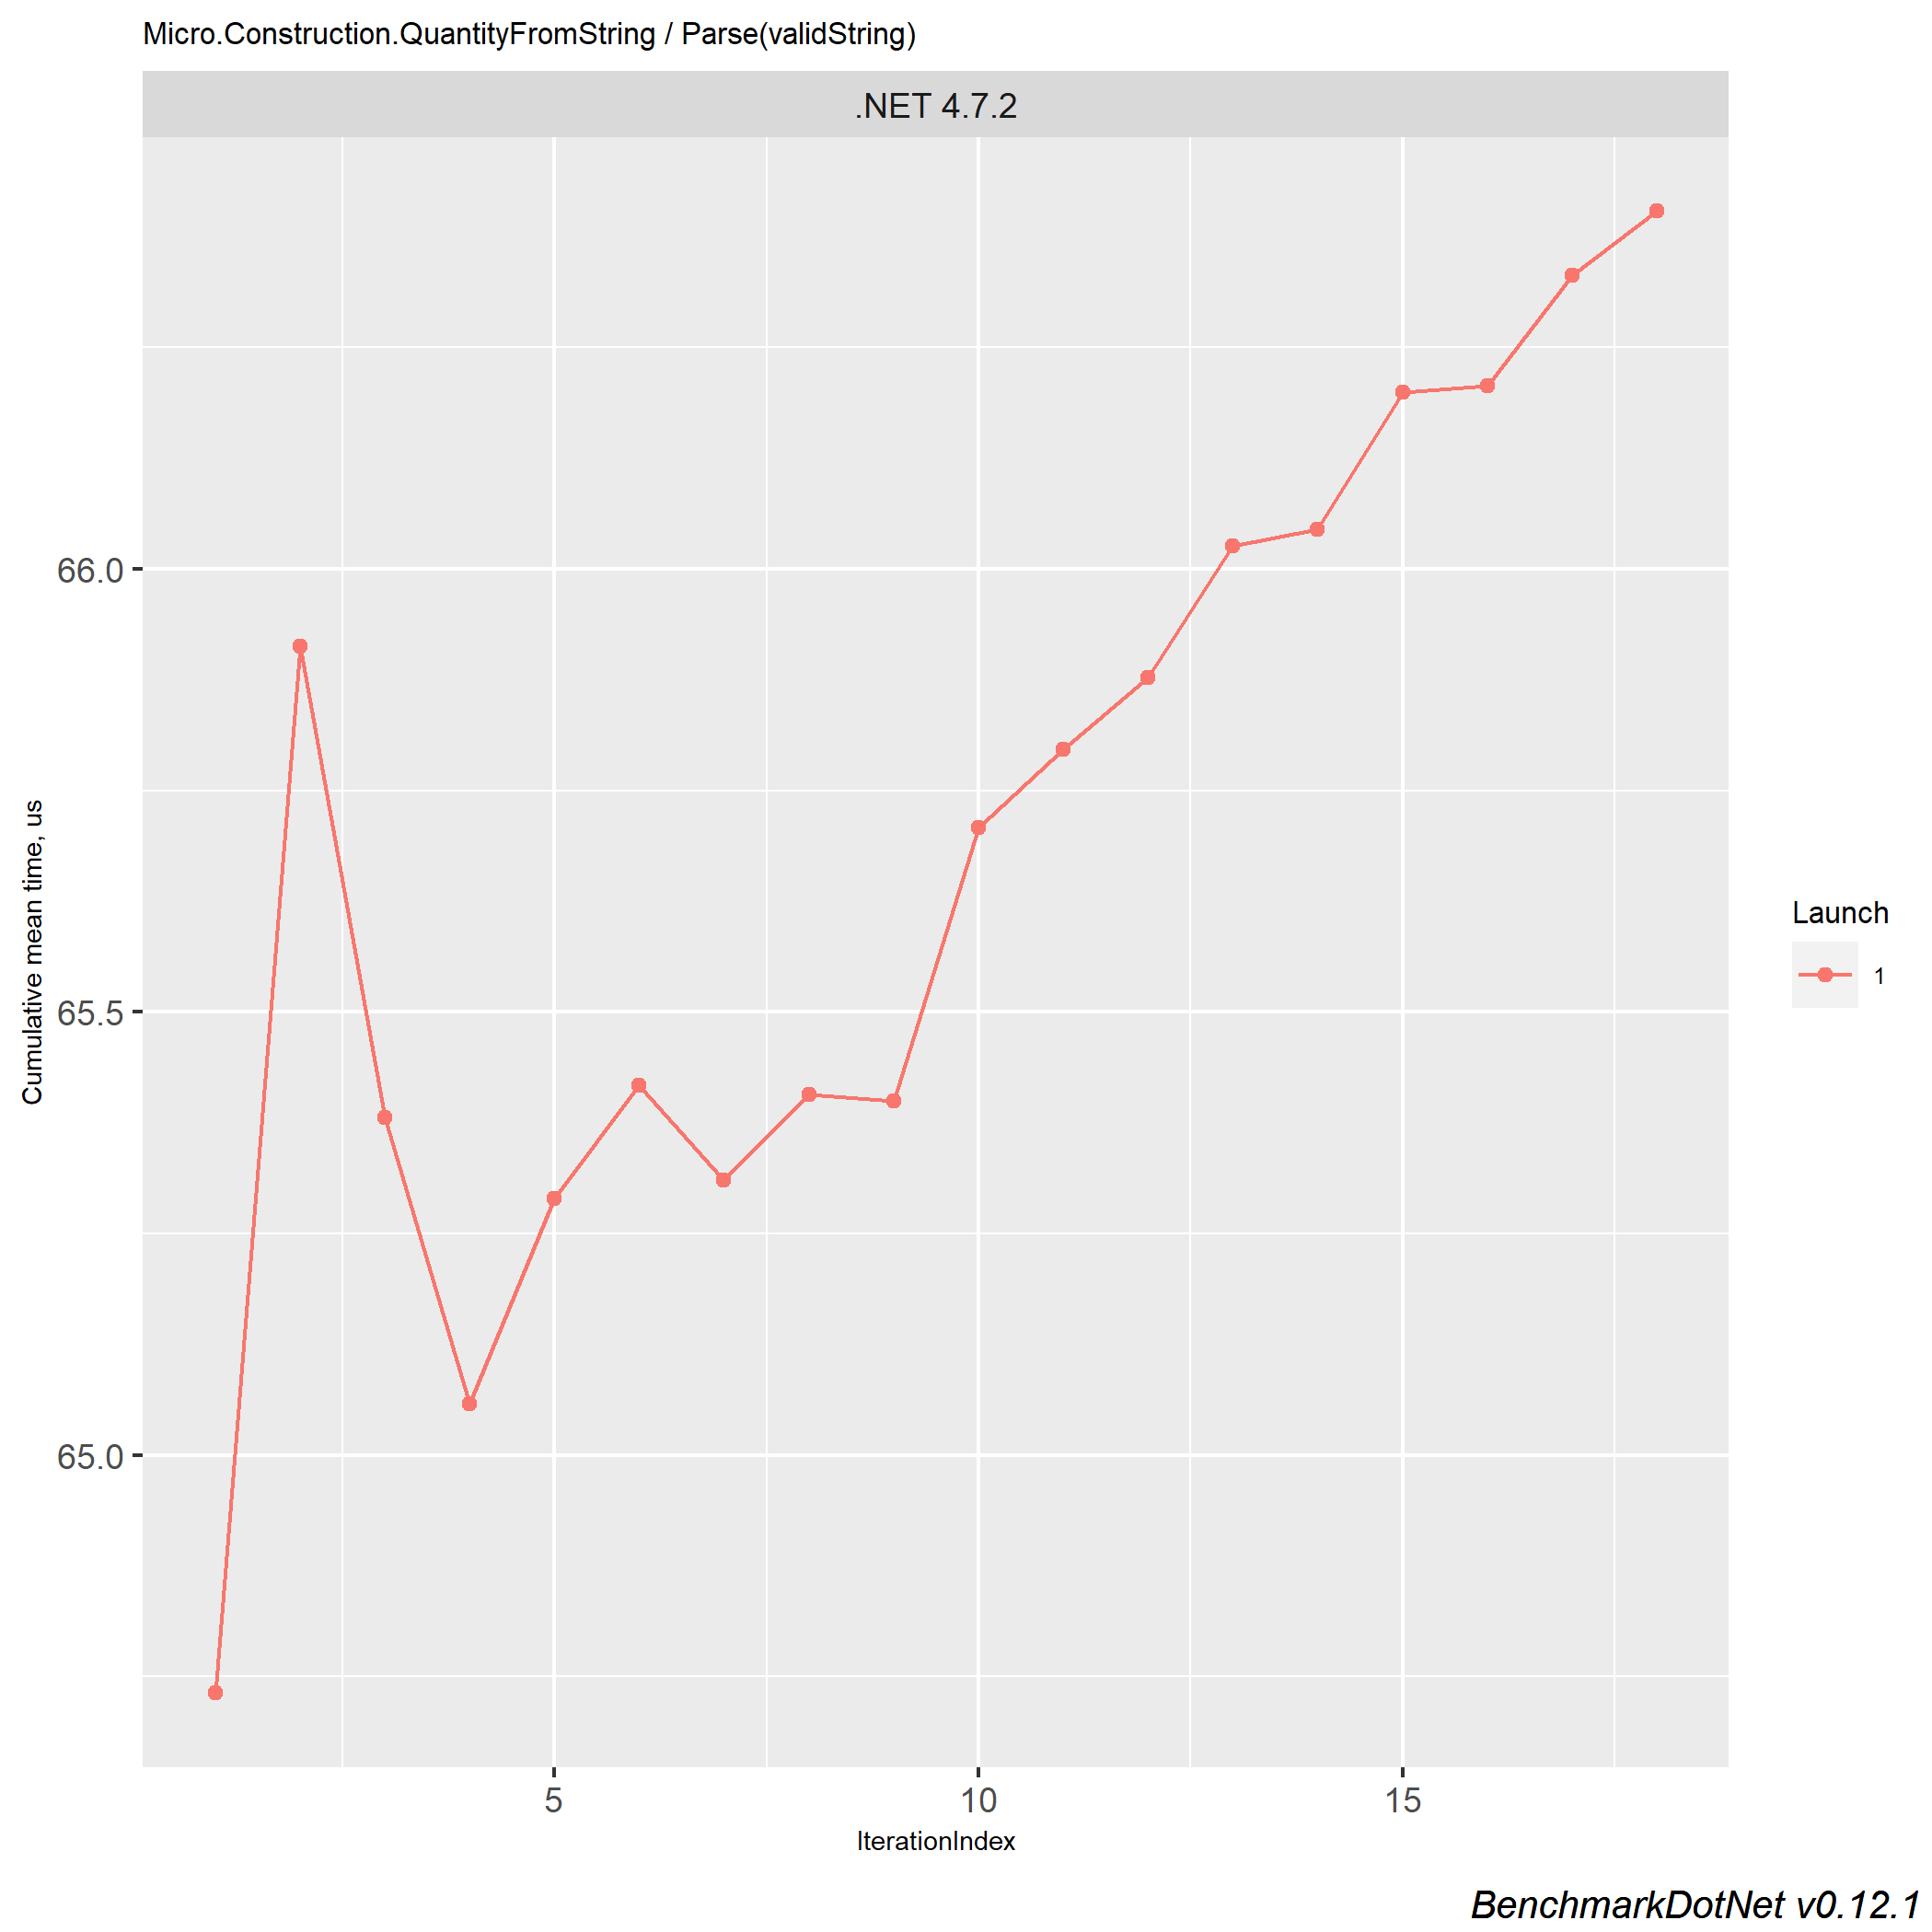 Micro.Construction.QuantityFromString / Parse(validString)
.NET 4.7.2
66.0
65.5
65.0
Cumulative mean time, us
5
10
15
IterationIndex
Launch
1
BenchmarkDotNet v0.12.1